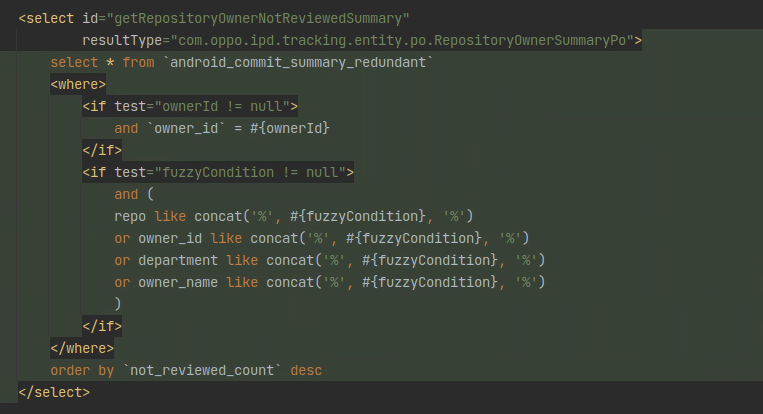 <select id="getRepositoryOwnerNotReviewedSummary"
resultType="com.oppo.ipd.tracking.entity.po.RepositoryOwnerSummaryPo">
select * from `android_commit_summary_redundant`
<where>
<if test="ownerId != null">
and `owner_id` = #{ownerId}
</if>
<if test="fuzzyCondition != null">
and (
repo like concat('%', #{fuzzyCondition}, '%')
or owner_id like concat('%', #{fuzzyCondition}, '%')
or department like concat('%', #{fuzzyCondition}, '%')
or owner_name like concat('%', #{fuzzyCondition}, '%')
)
</if>
</where>
order by `not_reviewed_count` desc
</select>